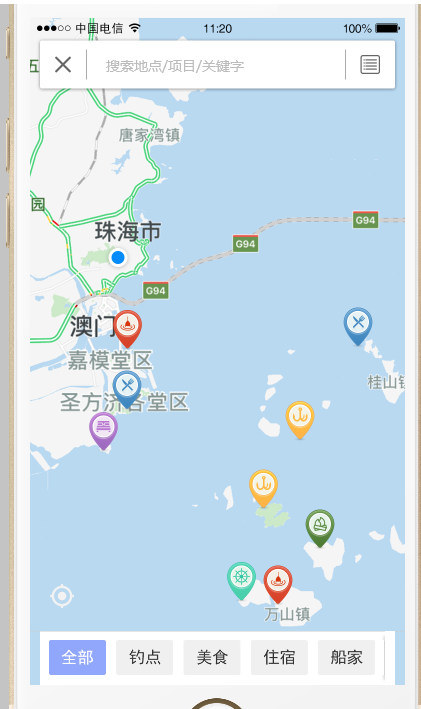 中国电信 11:20 100%
五
搜索地点/项目/关键字
唐家湾镇
园
珠海市
G94
G94
G94
澳门
嘉模堂区
圣方济各堂区
桂山镇
万山镇
全部 钓点 美食 住宿 船家